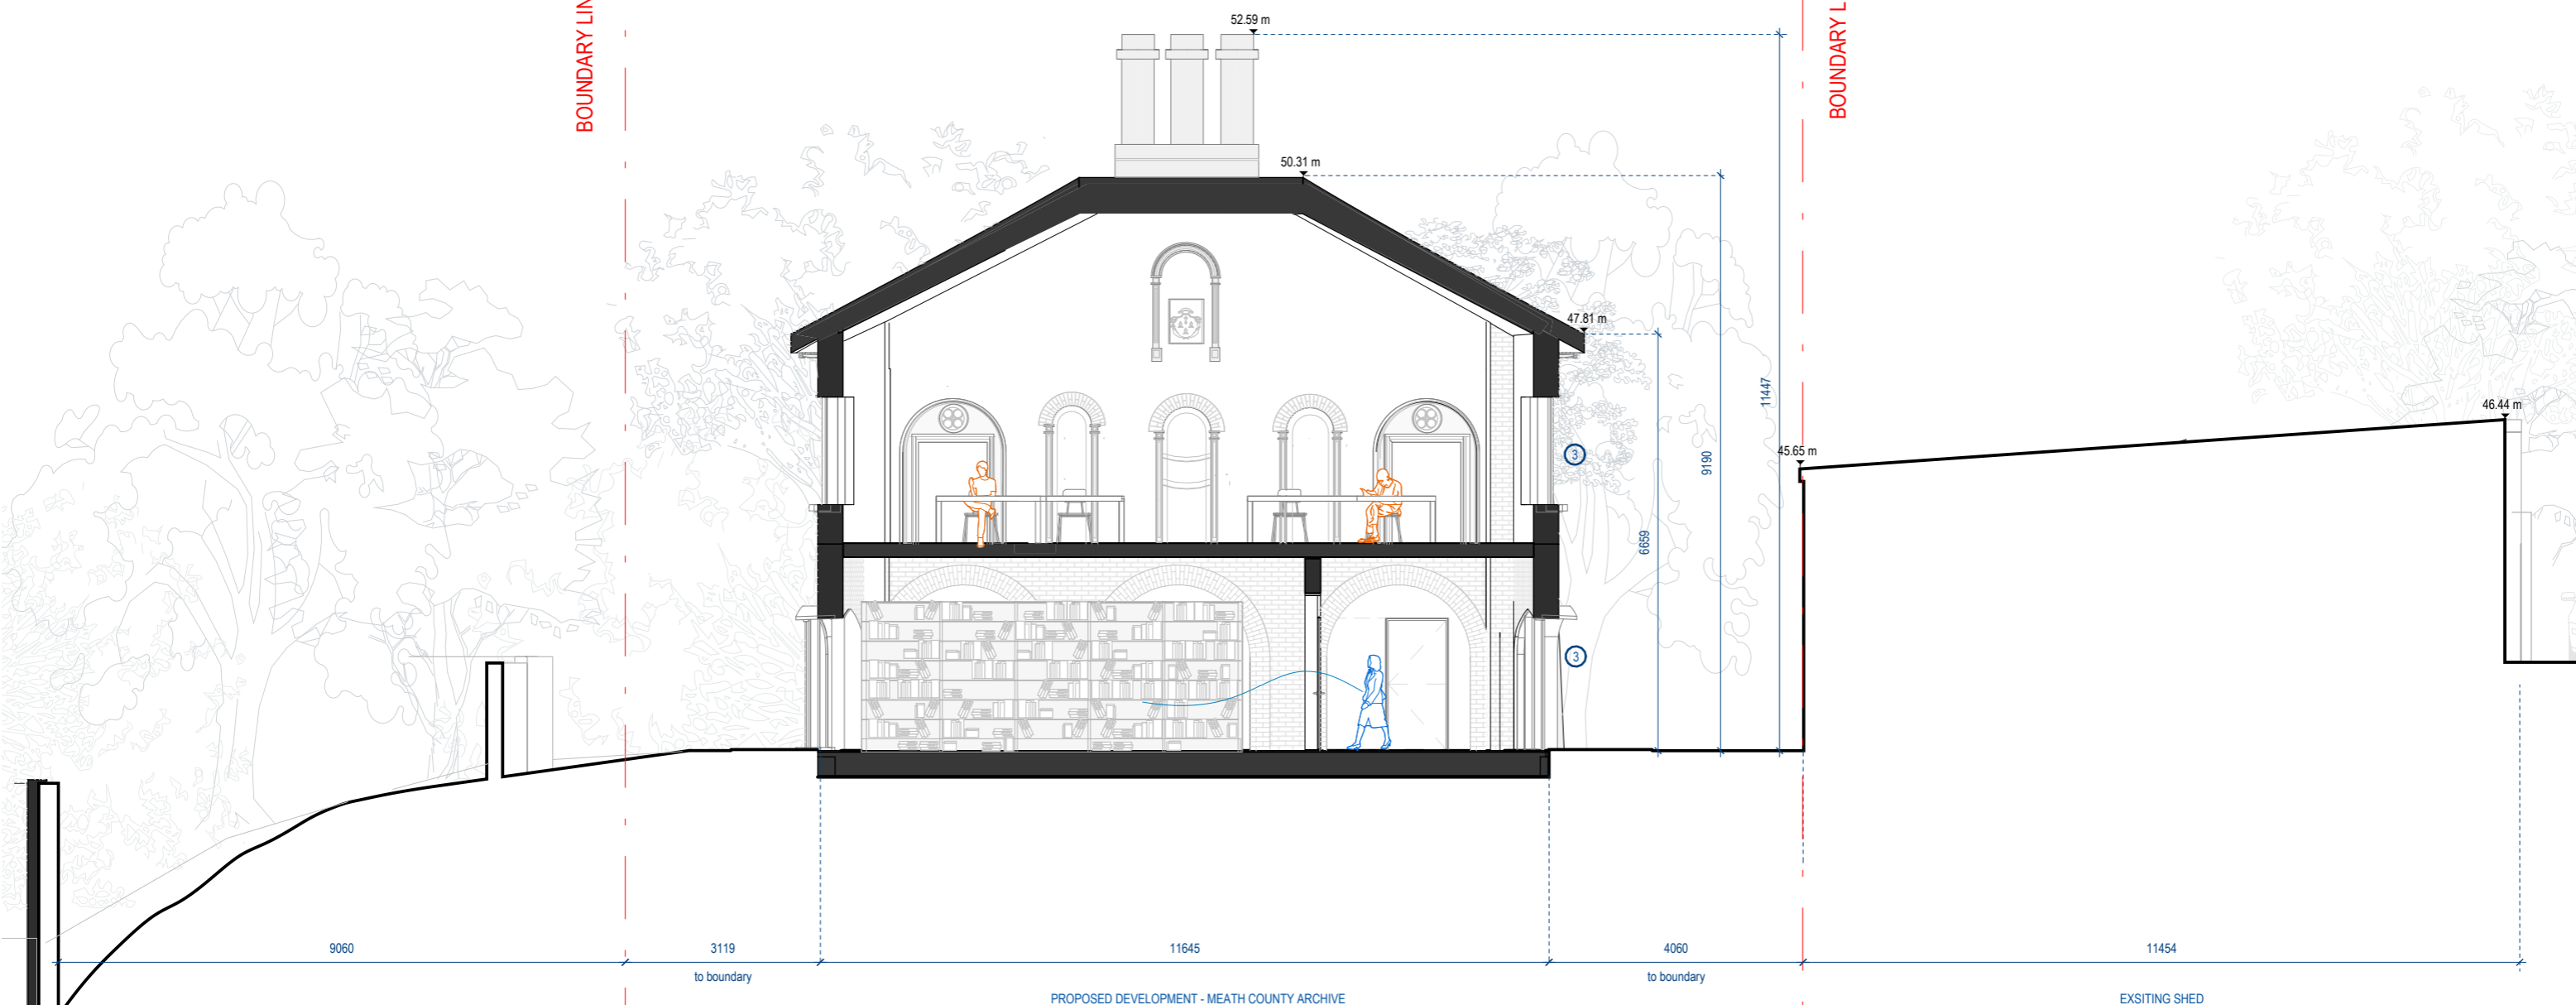 BOUNDARY LIN
BOUNDARY L
52.59 m
50.31 m
47.81 m
11447
46.44 m
45.65 m
3
9190
6659
3
9060
3119
11645
4060
11454
to boundary
to boundary
PROPOSED DEVELOPMENT - MEATH COUNTY ARCHIVE
EXSITING SHED